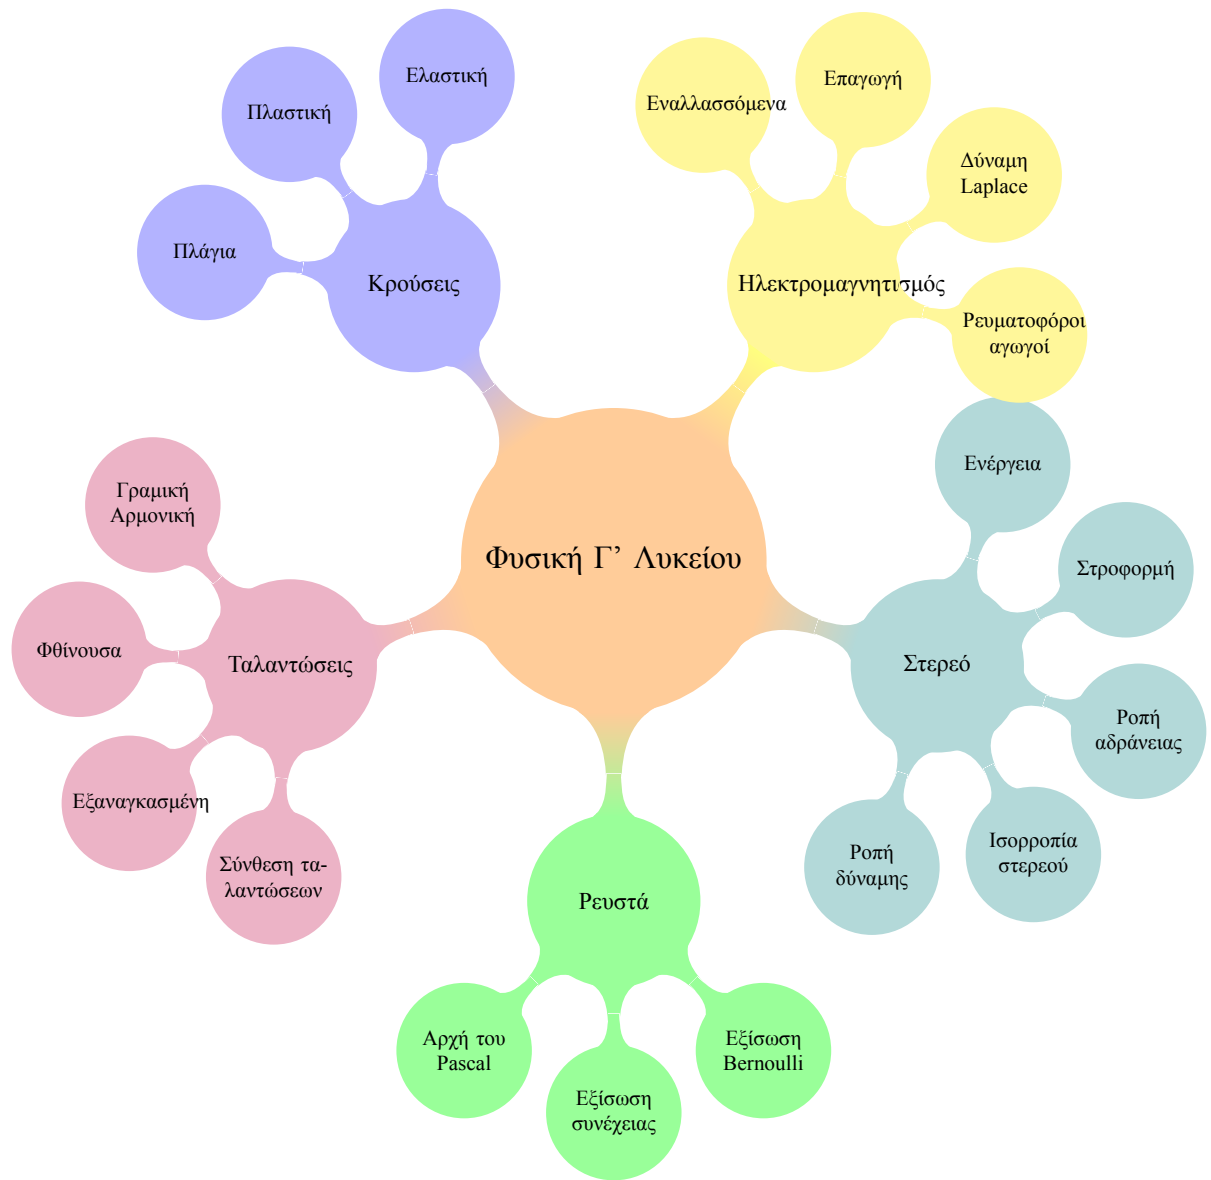 Ελαστική
Πλαστική
Πλάγια
Κρούσεις
Εναλλασσόμενα
Επαγωγή
Δύναμη
Laplace
Ηλεκτρομαγνητισμός
Ρευματοφόροι
αγωγοί
Φυσική Γ’ Λυκείου
Ενέργεια
Στροφορμή
Στερεό
Ροπή
αδράνειας
Ισορροπία
στερεού
Ροπή
δύναμης
Γραμική
Αρμονική
Φθίνουσα
Ταλαντώσεις
Εξαναγκασμένη
Σύνθεση τα-
λαντώσεων
Ρευστά
Αρχή του
Pascal
Εξίσωση
συνέχειας
Εξίσωση
Bernoulli